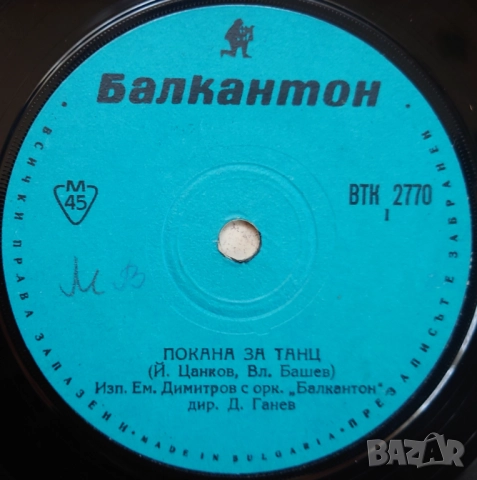 Балкантон
М
45
ВТК 2770
I
М В
ПОКАНА ЗА ТАНЦ
(Й. Цанков, Вл. Башев)
Изп. Ем. Димитров с орк. „Балкантон"
дир. Д. Ганев
ВСИЧКИ ПРАВА ЗАПАЗЕНИ • MADE IN BULGARIA • ПРЕЗАПИСЪТ Е ЗАБРАНЕН
BAZAR